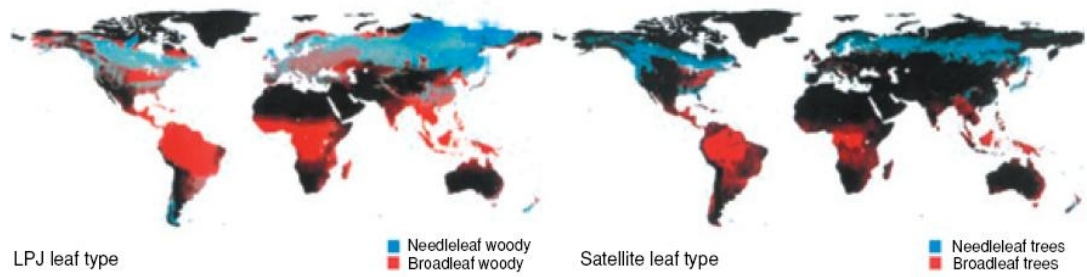 LPJ leaf type
Needleleaf woody
Broadleaf woody
Satellite leaf type
Needleleaf trees
Broadleaf trees